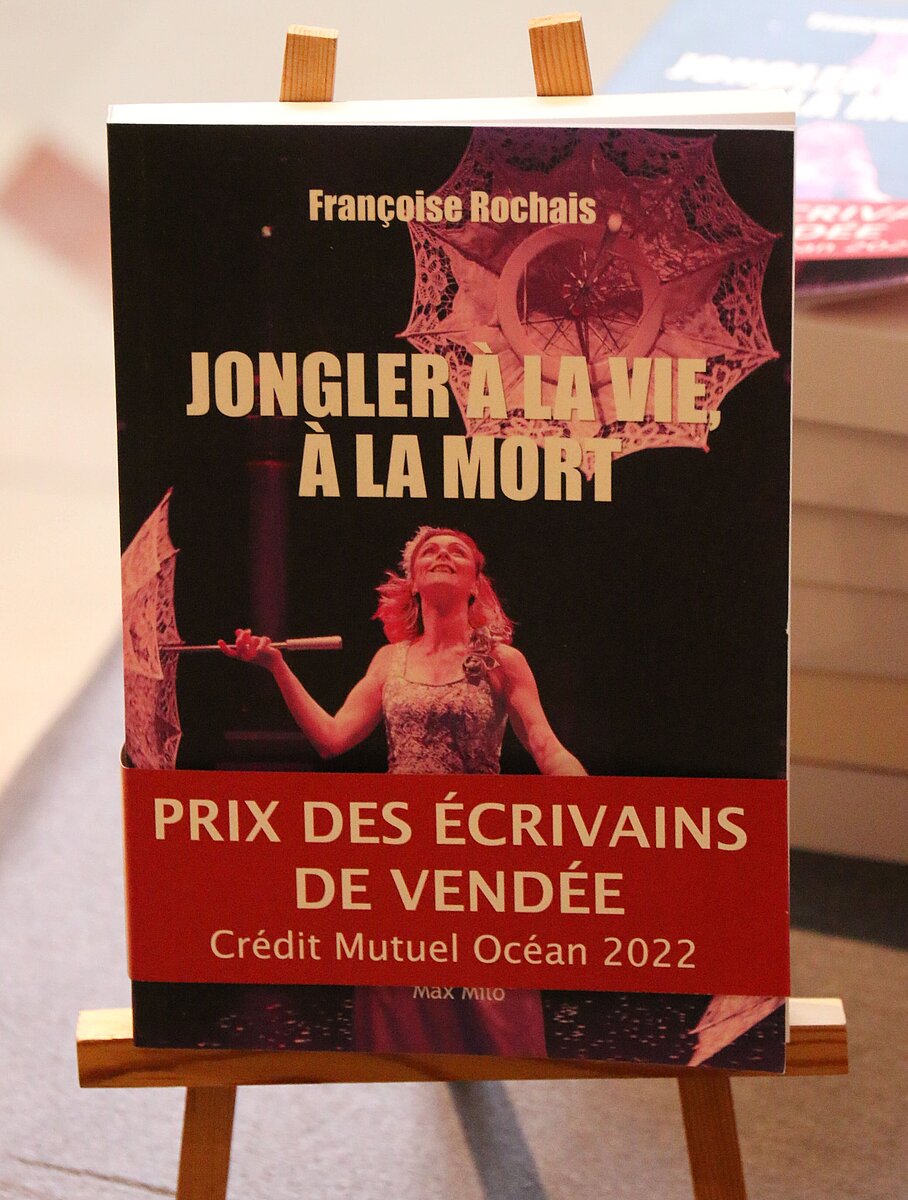 Françoise Rochais
JONGLER À LA VIE,
À LA MORT
PRIX DES ÉCRIVAINS
DE VENDÉE
Crédit Mutuel Océan 2022
Max Milo